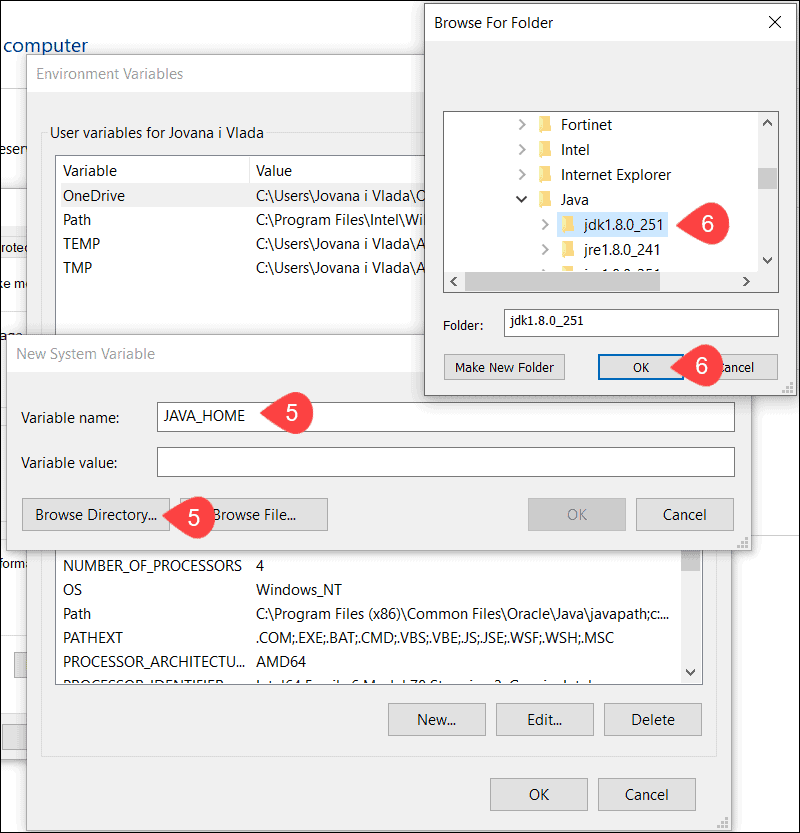 computer
Environment Variables
User variables for Jovana i Vlada
Variable Value
OneDrive C:\Users\Jovana i Vlada\O
Path C:\Program Files\Intel\Wi
TEMP C:\Users\Jovana i Vlada\A
TMP C:\Users\Jovana i Vlada\A
Browse For Folder
Fortinet
Intel
Internet Explorer
Java
jdk1.8.0_251
6
jre1.8.0_241
Folder: jdk1.8.0_251
Make New Folder OK 6 ancel
New System Variable
Variable name: JAVA_HOME 5
Variable value:
Browse Directory... 5 Browse File... OK Cancel
NUMBER_OF_PROCESSORS 4
OS Windows_NT
Path C:\Program Files (x86)\Common Files\Oracle\Java\javapath;c:...
PATHEXT .COM;.EXE;.BAT;.CMD;.VBS;.VBE;.JS;.JSE;.WSF;.WSH;.MSC
PROCESSOR_ARCHITECTU... AMD64
New... Edit... Delete
OK Cancel